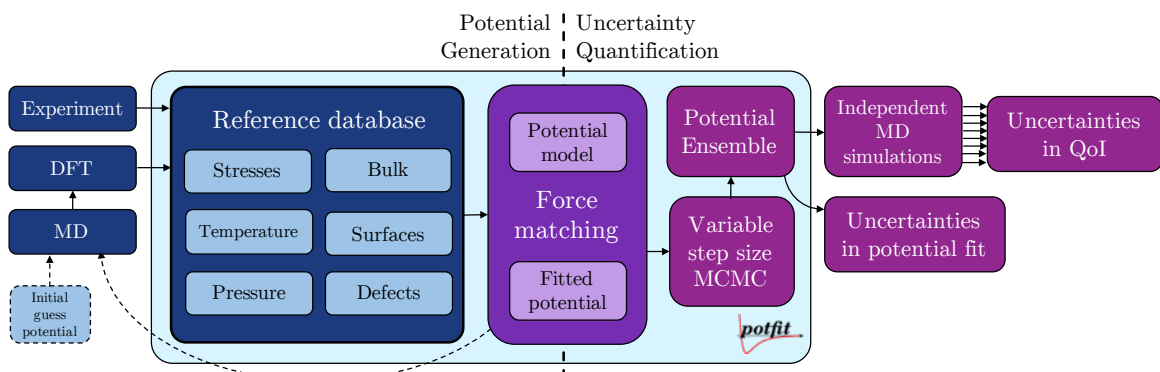 Potential
Generation
Uncertainty
Quantification
Experiment
DFT
MD
Initial
guess
potential
Reference database
Stresses
Bulk
Temperature
Surfaces
Pressure
Defects
Potential
model
Force
matching
Fitted
potential
Potential
Ensemble
Variable
step size
MCMC
potfit
Independent
MD
simulations
Uncertainties
in QoI
Uncertainties
in potential fit